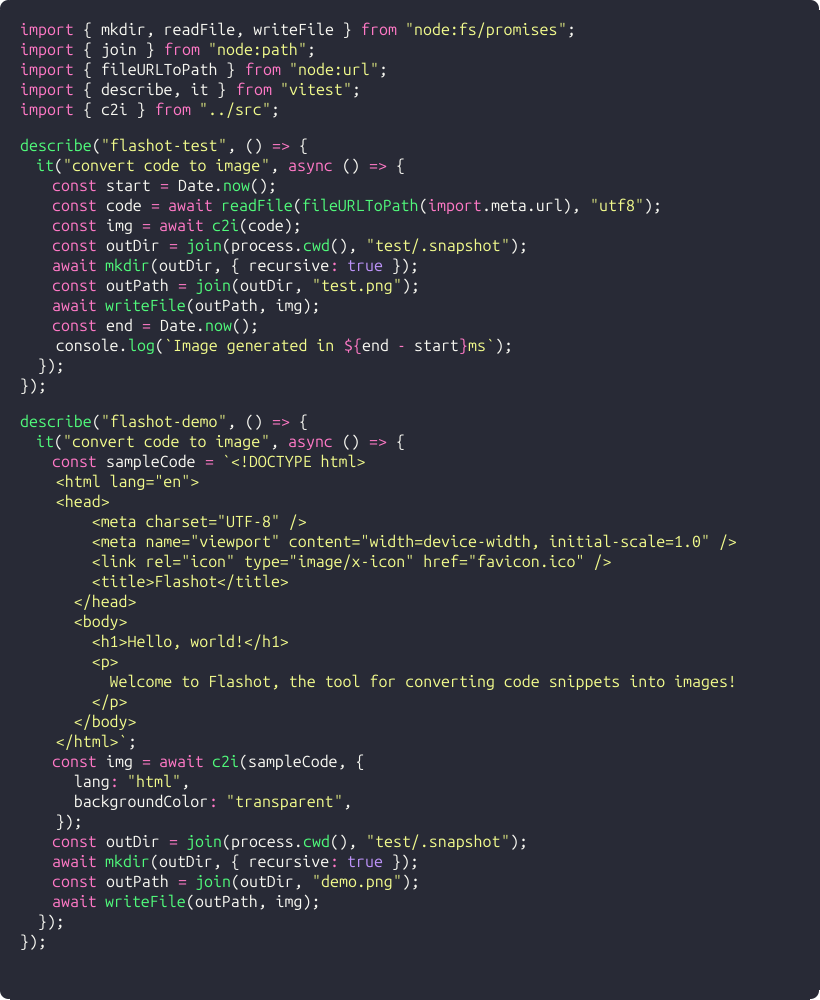 import { mkdir, readFile, writeFile } from "node:fs/promises";
import { join } from "node:path";
import { fileURLToPath } from "node:url";
import { describe, it } from "vitest";
import { c2i } from "../src";

describe("flashot-test", () => {
  it("convert code to image", async () => {
    const start = Date.now();
    const code = await readFile(fileURLToPath(import.meta.url), "utf8");
    const img = await c2i(code);
    const outDir = join(process.cwd(), "test/.snapshot");
    await mkdir(outDir, { recursive: true });
    const outPath = join(outDir, "test.png");
    await writeFile(outPath, img);
    const end = Date.now();
    console.log(`Image generated in ${end - start}ms`);
  });
});

describe("flashot-demo", () => {
  it("convert code to image", async () => {
    const sampleCode = `<!DOCTYPE html>
    <html lang="en">
    <head>
        <meta charset="UTF-8" />
        <meta name="viewport" content="width=device-width, initial-scale=1.0" />
        <link rel="icon" type="image/x-icon" href="favicon.ico" />
        <title>Flashot</title>
      </head>
      <body>
        <h1>Hello, world!</h1>
        <p>
          Welcome to Flashot, the tool for converting code snippets into images!
        </p>
      </body>
    </html>`;
    const img = await c2i(sampleCode, {
      lang: "html",
      backgroundColor: "transparent",
    });
    const outDir = join(process.cwd(), "test/.snapshot");
    await mkdir(outDir, { recursive: true });
    const outPath = join(outDir, "demo.png");
    await writeFile(outPath, img);
  });
});